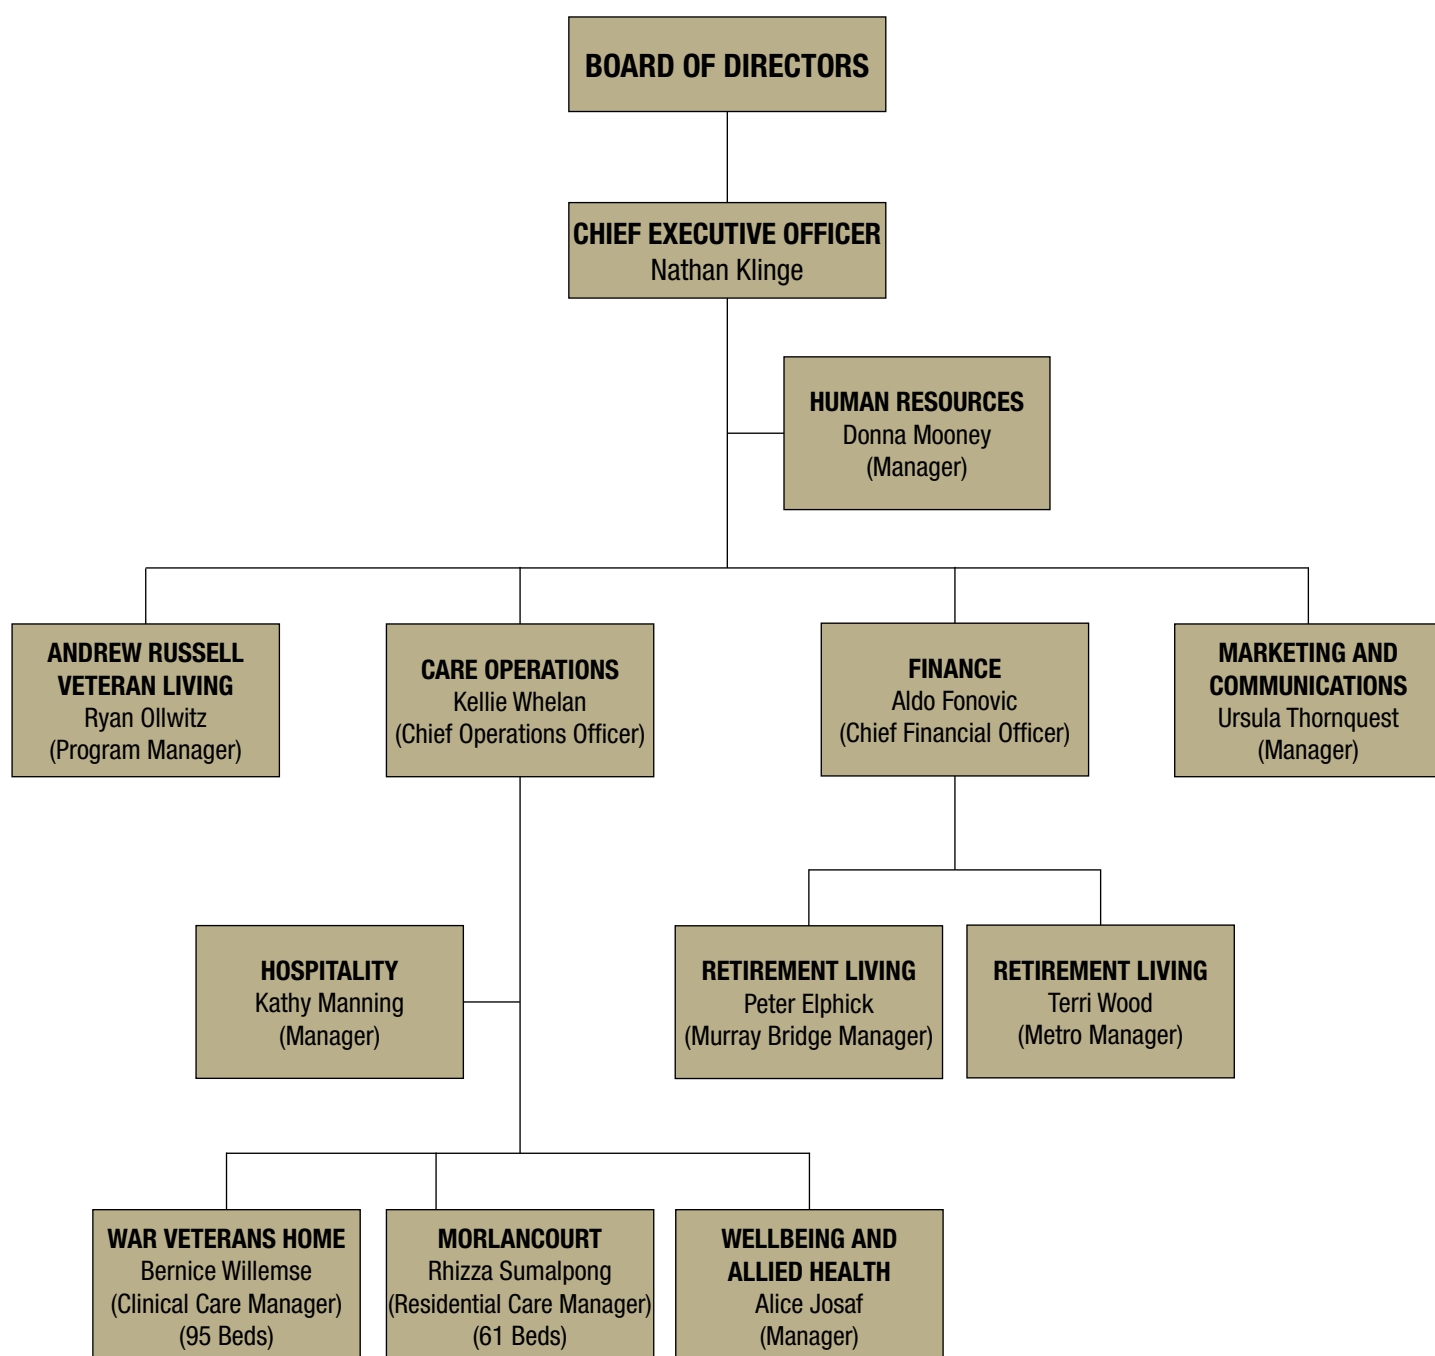 BOARD OF DIRECTORS
CHIEF EXECUTIVE OFFICER
Nathan Klinge
HUMAN RESOURCES
Donna Mooney
(Manager)
ANDREW RUSSELL
VETERAN LIVING
Ryan Ollwitz
(Program Manager)
CARE OPERATIONS
Kellie Whelan
(Chief Operations Officer)
FINANCE
Aldo Fonovic
(Chief Financial Officer)
MARKETING AND
COMMUNICATIONS
Ursula Thornquest
(Manager)
HOSPITALITY
Kathy Manning
(Manager)
RETIREMENT LIVING
Peter Elphick
(Murray Bridge Manager)
RETIREMENT LIVING
Terri Wood
(Metro Manager)
WAR VETERANS HOME
Bernice Willemse
(Clinical Care Manager)
(95 Beds)
MORLANCOURT
Rhizza Sumalpong
(Residential Care Manager)
(61 Beds)
WELLBEING AND
ALLIED HEALTH
Alice Josaf
(Manager)